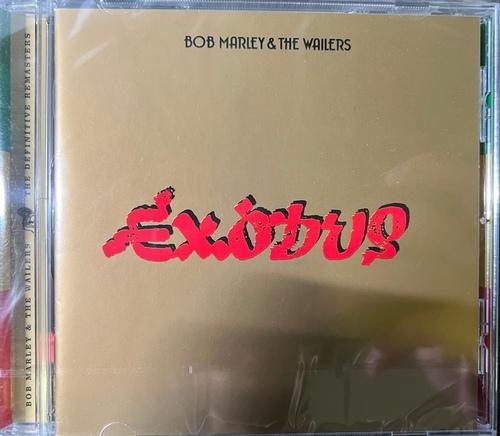 BOB MARLEY & THE WAILERS
Exodus
BOB MARLEY & THE WAILERS THE DEFINITIVE REMASTERS